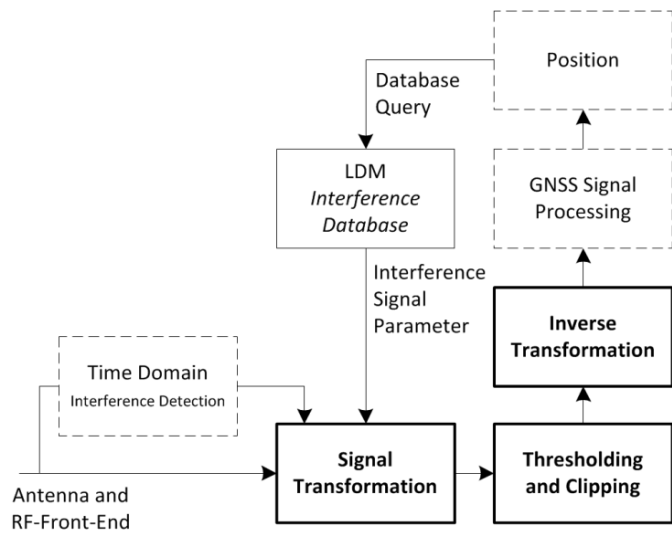 Position
Database
Query
LDM
Interference
Database
GNSS Signal
Processing
Interference
Signal
Parameter
Inverse
Transformation
Time Domain
Interference Detection
Signal
Transformation
Thresholding
and Clipping
Antenna and
RF-Front-End